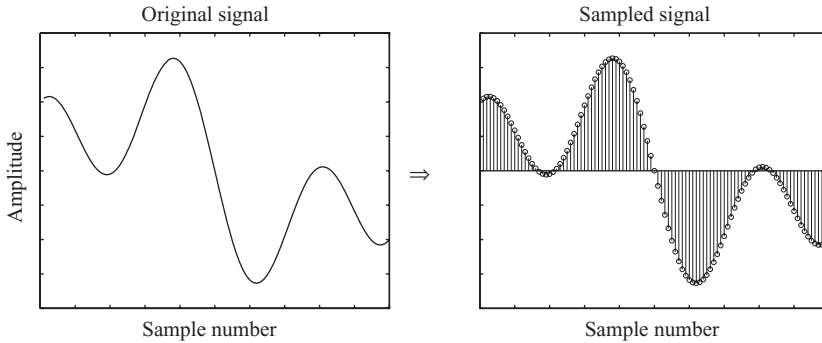 Original signal
Sampled signal
Amplitude
⇓
Sample number
Sample number